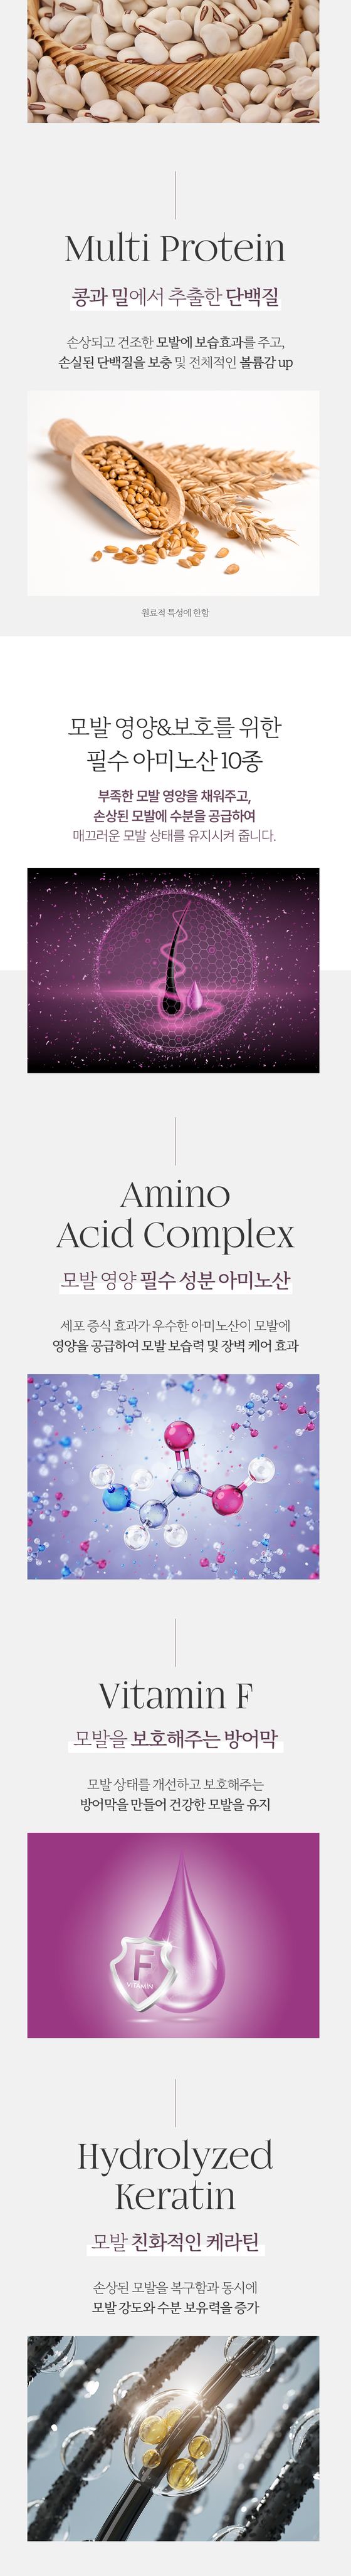 Multi Protein
콩과 밀에서 추출한 단백질
손상되고 건조한 모발에 보습효과를 주고,
손실된 단백질을 보충 및 전체적인 볼륨감 up
원료적 특성에 한함
모발 영양&보호를 위한
필수 아미노산 10종
부족한 모발 영양을 채워주고,
손상된 모발에 수분을 공급하여
매끄러운 모발 상태를 유지시켜 줍니다.
Amino
Acid Complex
모발 영양 필수 성분 아미노산
세포 증식 효과가 우수한 아미노산이 모발에
영양을 공급하여 모발 보습력 및 장벽 케어 효과
Vitamin F
모발을 보호해주는 방어막
모발 상태를 개선하고 보호해주는
방어막을 만들어 건강한 모발을 유지
F
VITAMIN
Hydrolyzed
Keratin
모발 친화적인 케라틴
손상된 모발을 복구함과 동시에
모발 강도와 수분 보유력을 증가